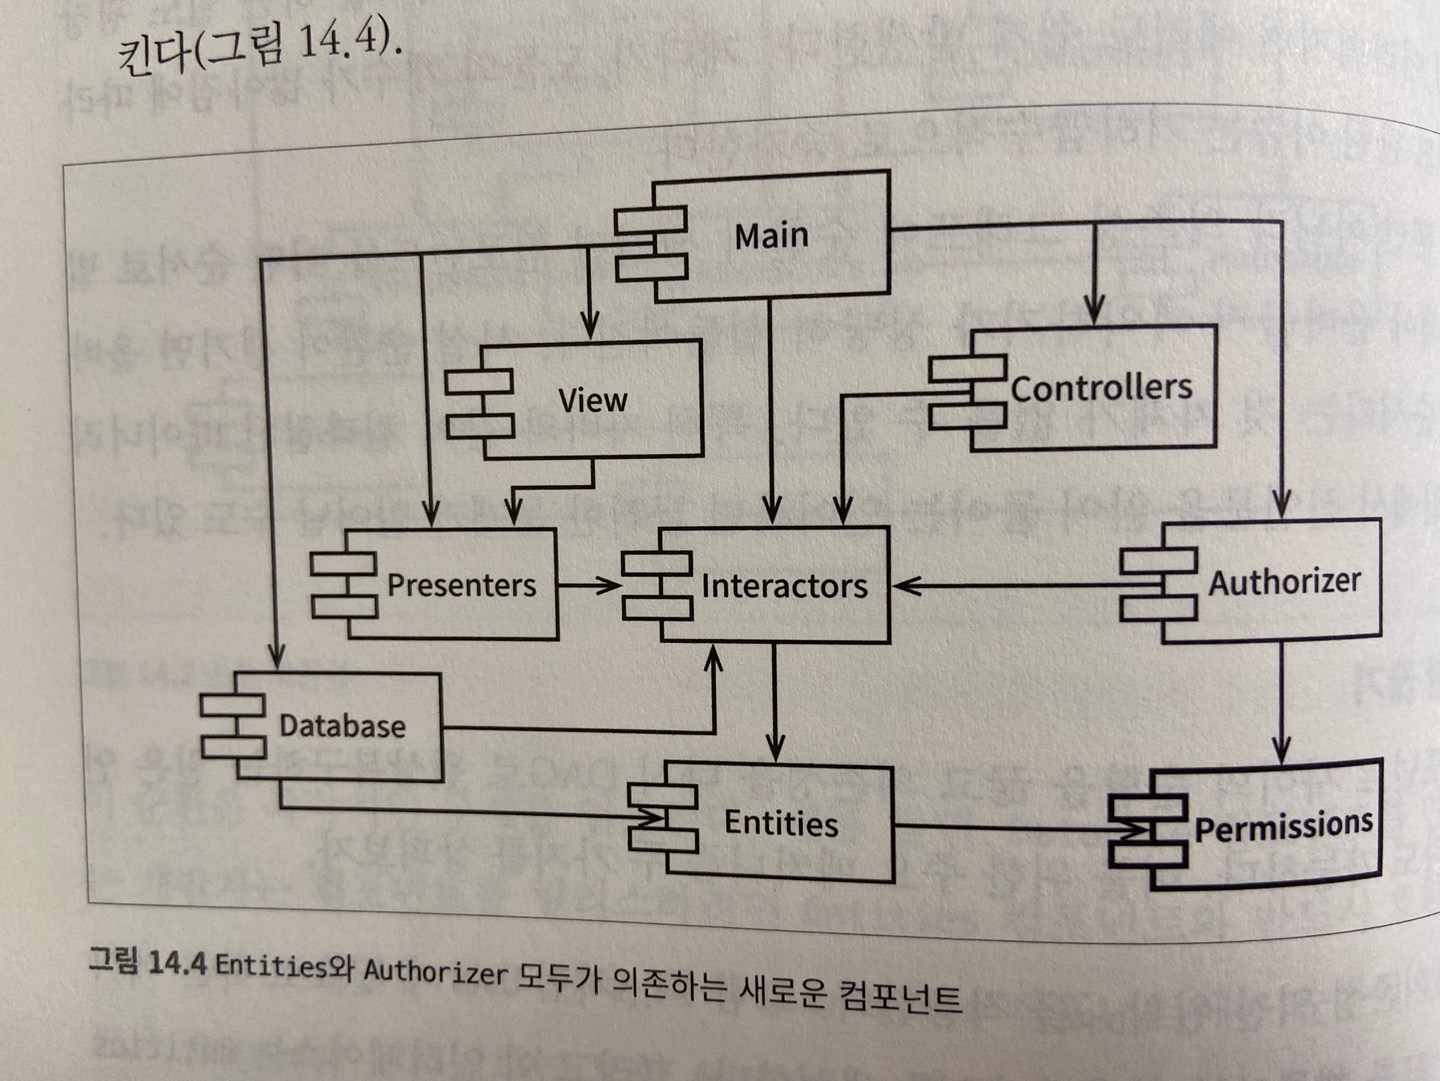 킨다(그림 14.4).
Main
View
Controllers
Presenters
Interactors
Authorizer
Database
Entities
Permissions
그림 14.4 Entities와 Authorizer 모두가 의존하는 새로운 컴포넌트